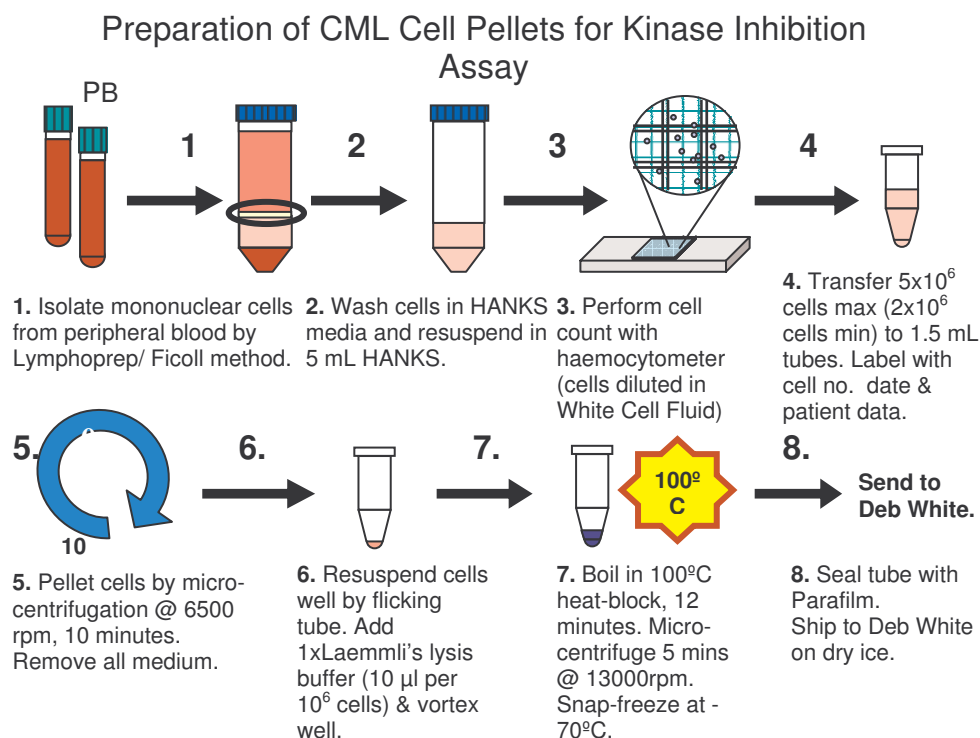 Preparation of CML Cell Pellets for Kinase Inhibition
Assay
PB
1
2
3
4
1. Isolate mononuclear cells
from peripheral blood by
Lymphoprep/ Ficoll method.
2. Wash cells in HANKS
media and resuspend in
5 mL HANKS.
3. Perform cell
count with
haemocytometer
(cells diluted in
White Cell Fluid)
4. Transfer 5x10⁶
cells max (2x10⁶
cells min) to 1.5 mL
tubes. Label with
cell no. date &
patient data.
5.
10
6.
7.
100º
C
8.
Send to
Deb White.
5. Pellet cells by micro-
centrifugation @ 6500
rpm, 10 minutes.
Remove all medium.
6. Resuspend cells
well by flicking
tube. Add
1xLaemmli's lysis
buffer (10 µl per
10⁶ cells) & vortex
well.
7. Boil in 100ºC
heat-block, 12
minutes. Micro-
centrifuge 5 mins
@ 13000rpm.
Snap-freeze at -
70ºC.
8. Seal tube with
Parafilm.
Ship to Deb White
on dry ice.